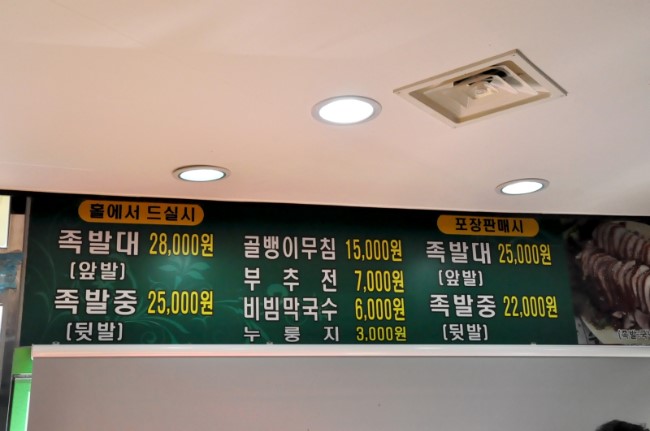 홀에서 드실시
족발대 28,000원
(앞발)
족발중 25,000원
(뒷발)
골뱅이무침 15,000원
부추전 7,000원
비빔막국수 6,000원
누룽지 3,000원
포장판매시
족발대 25,000원
(앞발)
족발중 22,000원
(뒷발)